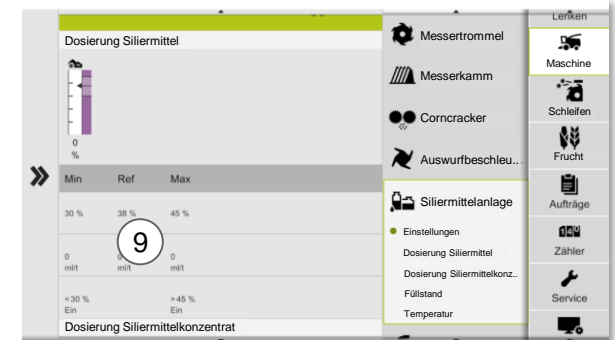 Dosierung Siliermittel
0
%
Min Ref Max
30 % 38 % 45 %
0 0 0
ml/t ml/t ml/t
<30 % >45 %
Ein Ein
9
Dosierung Siliermittelkonzentrat
Messertrommel
Messerkamm
Corncracker
Auswurfbeschleu..
Siliermittelanlage
Einstellungen
Dosierung Siliermittel
Dosierung Siliermittelkonz..
Füllstand
Temperatur
Lenken
Maschine
Schleifen
Frucht
Aufträge
Zähler
Service